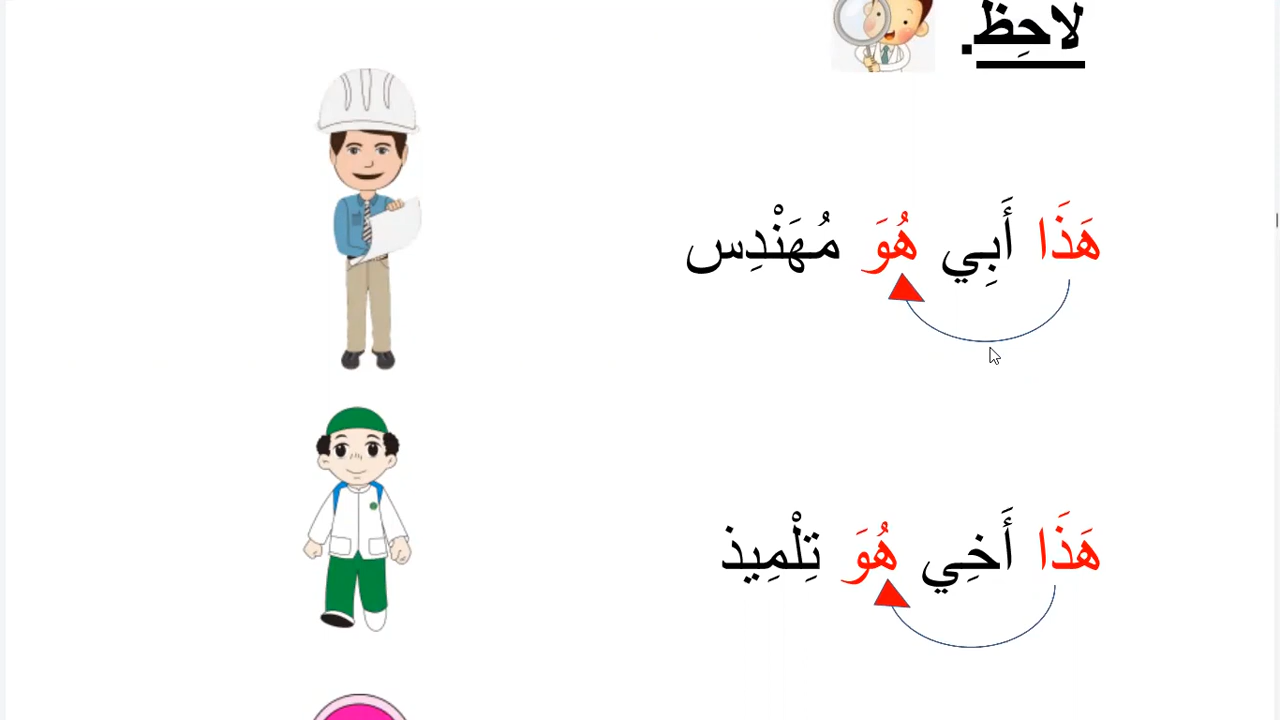 لاحِظْ.
هَذَا أَبِي هُوَ مُهَنْدِس
هَذَا أَخِي هُوَ تِلْمِيذ